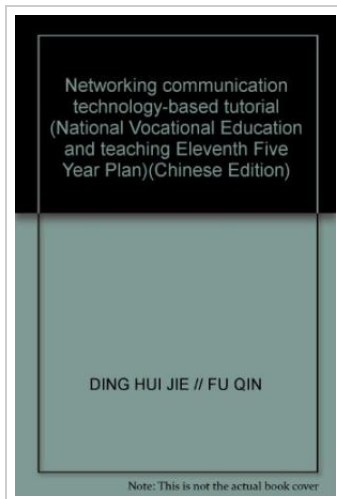 Networking communication
technology-based tutorial
(National Vocational Education
and teaching Eleventh Five
Year Plan)(Chinese Edition)
DING HUI JIE // FU QIN
Note: This is not the actual book cover